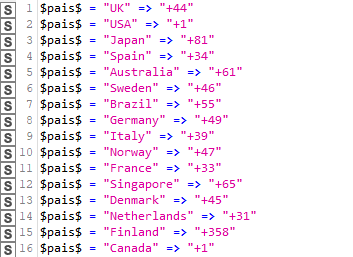 S 1 $pais$ = "UK" => "+44"
S 2 $pais$ = "USA" => "+1"
S 3 $pais$ = "Japan" => "+81"
S 4 $pais$ = "Spain" => "+34"
S 5 $pais$ = "Australia" => "+61"
S 6 $pais$ = "Sweden" => "+46"
S 7 $pais$ = "Brazil" => "+55"
S 8 $pais$ = "Germany" => "+49"
S 9 $pais$ = "Italy" => "+39"
S 10 $pais$ = "Norway" => "+47"
S 11 $pais$ = "France" => "+33"
S 12 $pais$ = "Singapore" => "+65"
S 13 $pais$ = "Denmark" => "+45"
S 14 $pais$ = "Netherlands" => "+31"
S 15 $pais$ = "Finland" => "+358"
S 16 $pais$ = "Canada" => "+1"